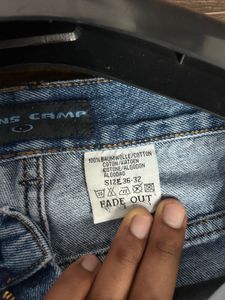 NS CAMP
100% BAUMWOLLE/COTTON
COTON/KATOEN
COTONE/ALGODON
ALGODAO
SIZE 36-32
FADE OUT